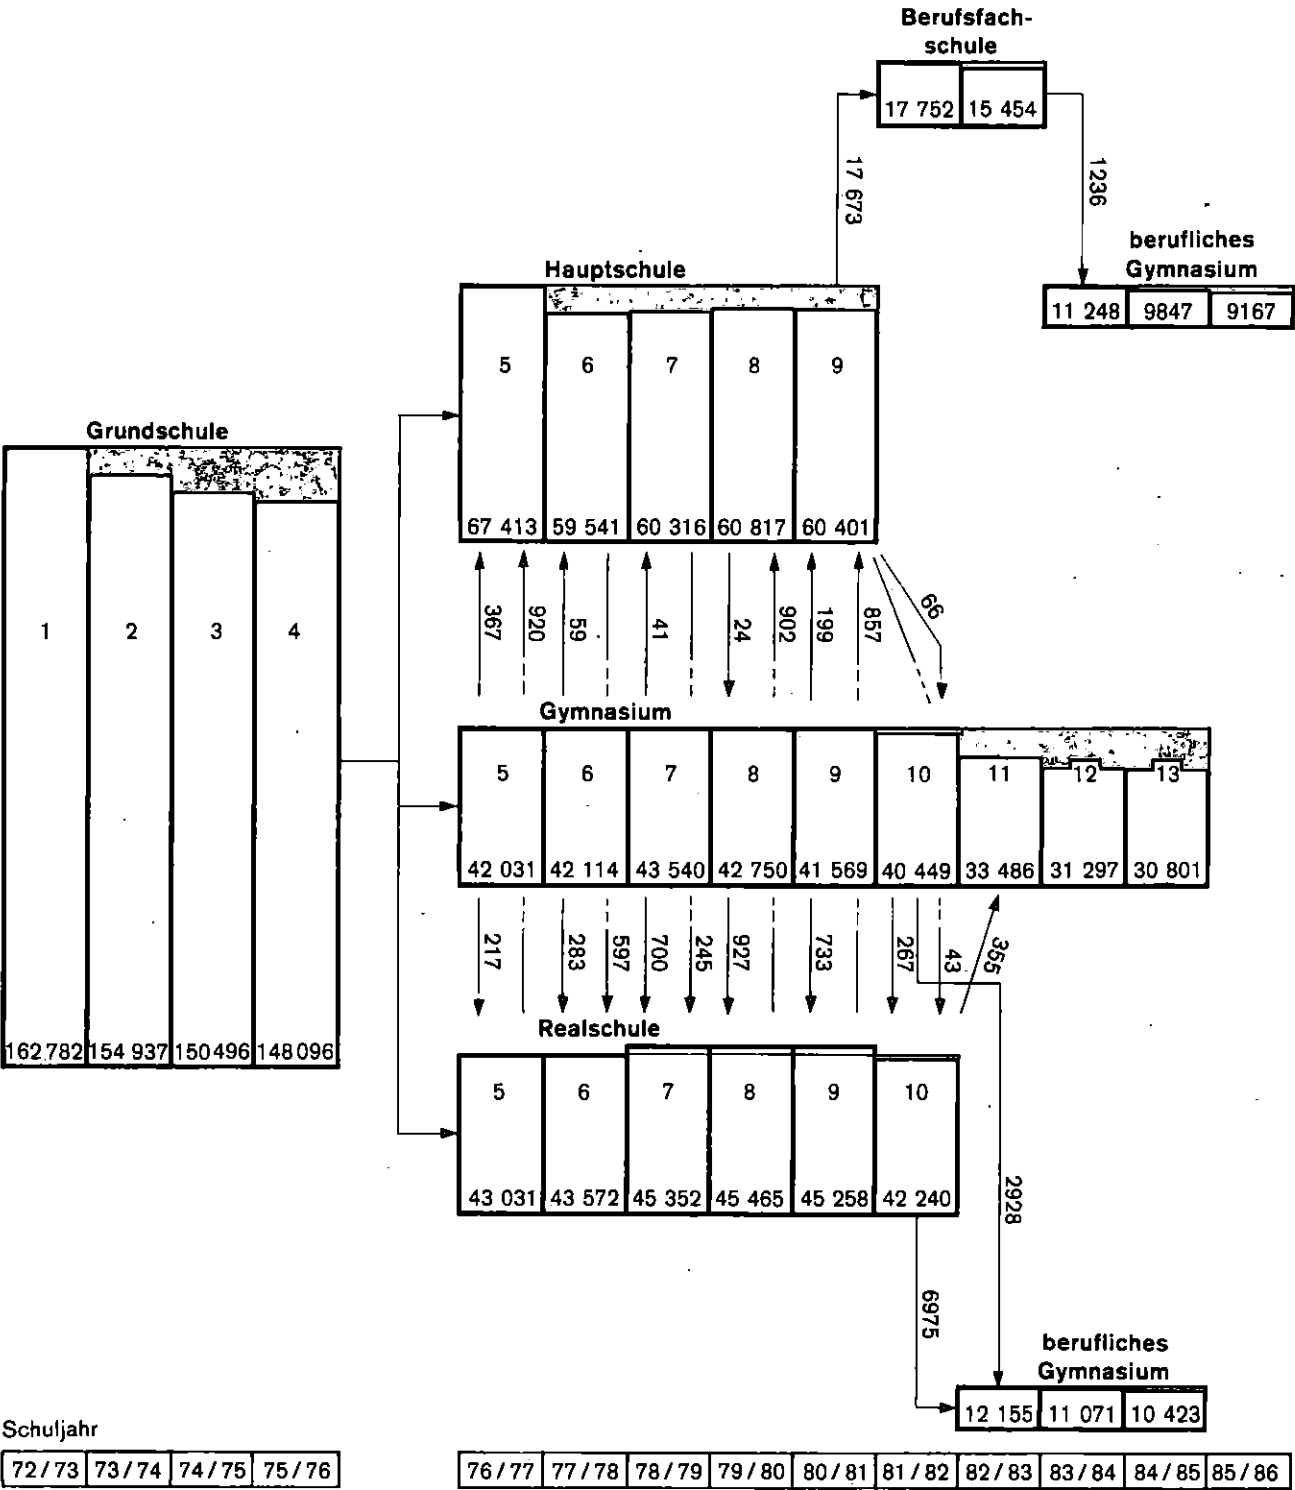 Berufsfach-
schule
17 752 15 454
17 673
1236
berufliches
Gymnasium
11 248 9847 9167
Hauptschule
5 6 7 8 9
67 413 59 541 60 316 60 817 60 401
Grundschule
1 2 3 4
162 782 154 937 150 496 148 096
367 920 59 41 24 902 199 857 66
Gymnasium
5 6 7 8 9 10 11 12 13
42 031 42 114 43 540 42 750 41 569 40 449 33 486 31 297 30 801
217 283 597 700 245 927 733 267 43 355
Realschule
5 6 7 8 9 10
43 031 43 572 45 352 45 465 45 258 42 240
2928
6975
berufliches
Gymnasium
12 155 11 071 10 423
Schuljahr
72/73 73/74 74/75 75/76 76/77 77/78 78/79 79/80 80/81 81/82 82/83 83/84 84/85 85/86